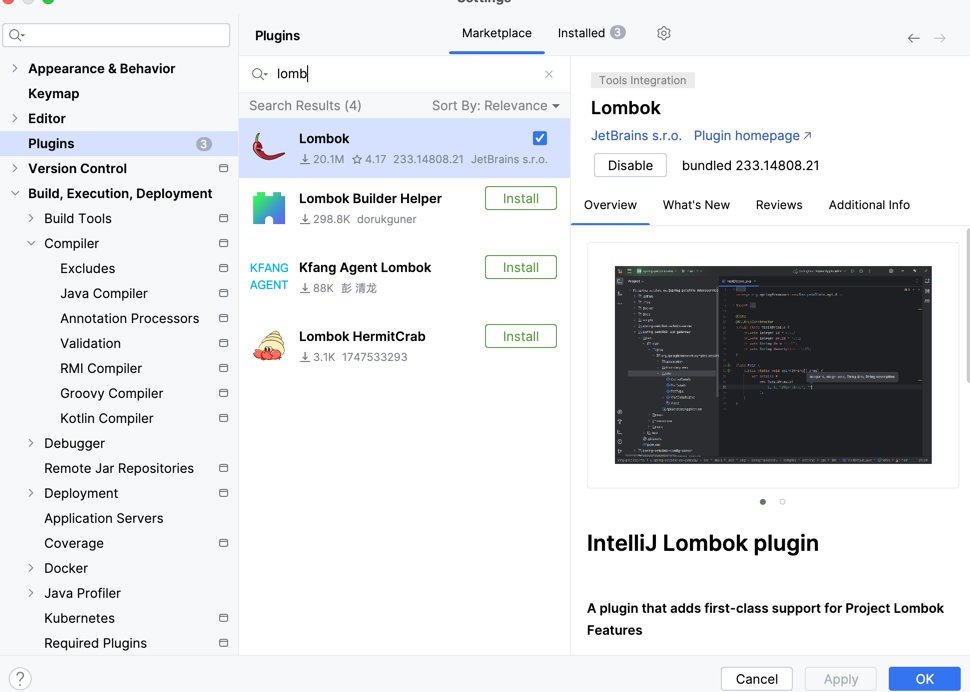 Settings
Plugins
Marketplace
Installed 3
lomb
Appearance & Behavior
Keymap
Editor
Plugins 3
Version Control
Build, Execution, Deployment
Build Tools
Compiler
Excludes
Java Compiler
Annotation Processors
Validation
RMI Compiler
Groovy Compiler
Kotlin Compiler
Debugger
Remote Jar Repositories
Deployment
Application Servers
Coverage
Docker
Java Profiler
Kubernetes
Required Plugins
Search Results (4)
Sort By: Relevance
Lombok
20.1M 4.17 233.14808.21 JetBrains s.r.o.
Lombok Builder Helper
Install
298.8K dorukguner
KFANG
AGENT
Kfang Agent Lombok
Install
88K 彭 清龙
Lombok HermitCrab
Install
3.1K 1747533293
Tools Integration
Lombok
JetBrains s.r.o. Plugin homepage
Disable
bundled 233.14808.21
Overview
What's New
Reviews
Additional Info
IntelliJ Lombok plugin
A plugin that adds first-class support for Project Lombok
Features
?
Cancel
Apply
OK